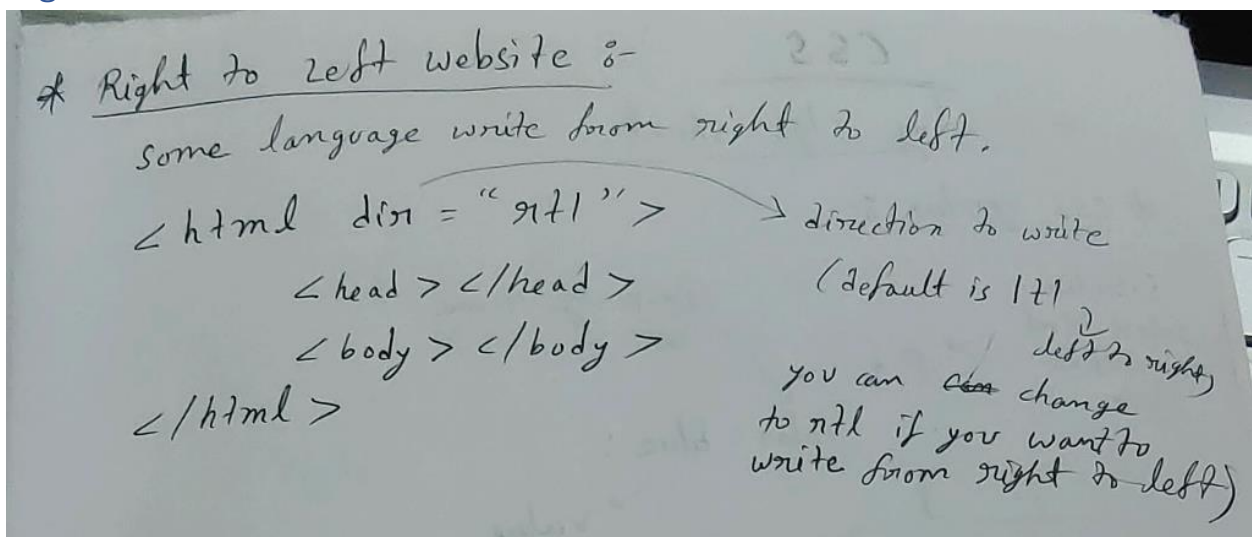 * Right to left website :-
some language write from right to left.
<html dir = "rtl"> → direction to write
<head> </head> (default is ltr
left to right,
<body> </body>
you can change
</html> to rtl if you want to
write from right to left)